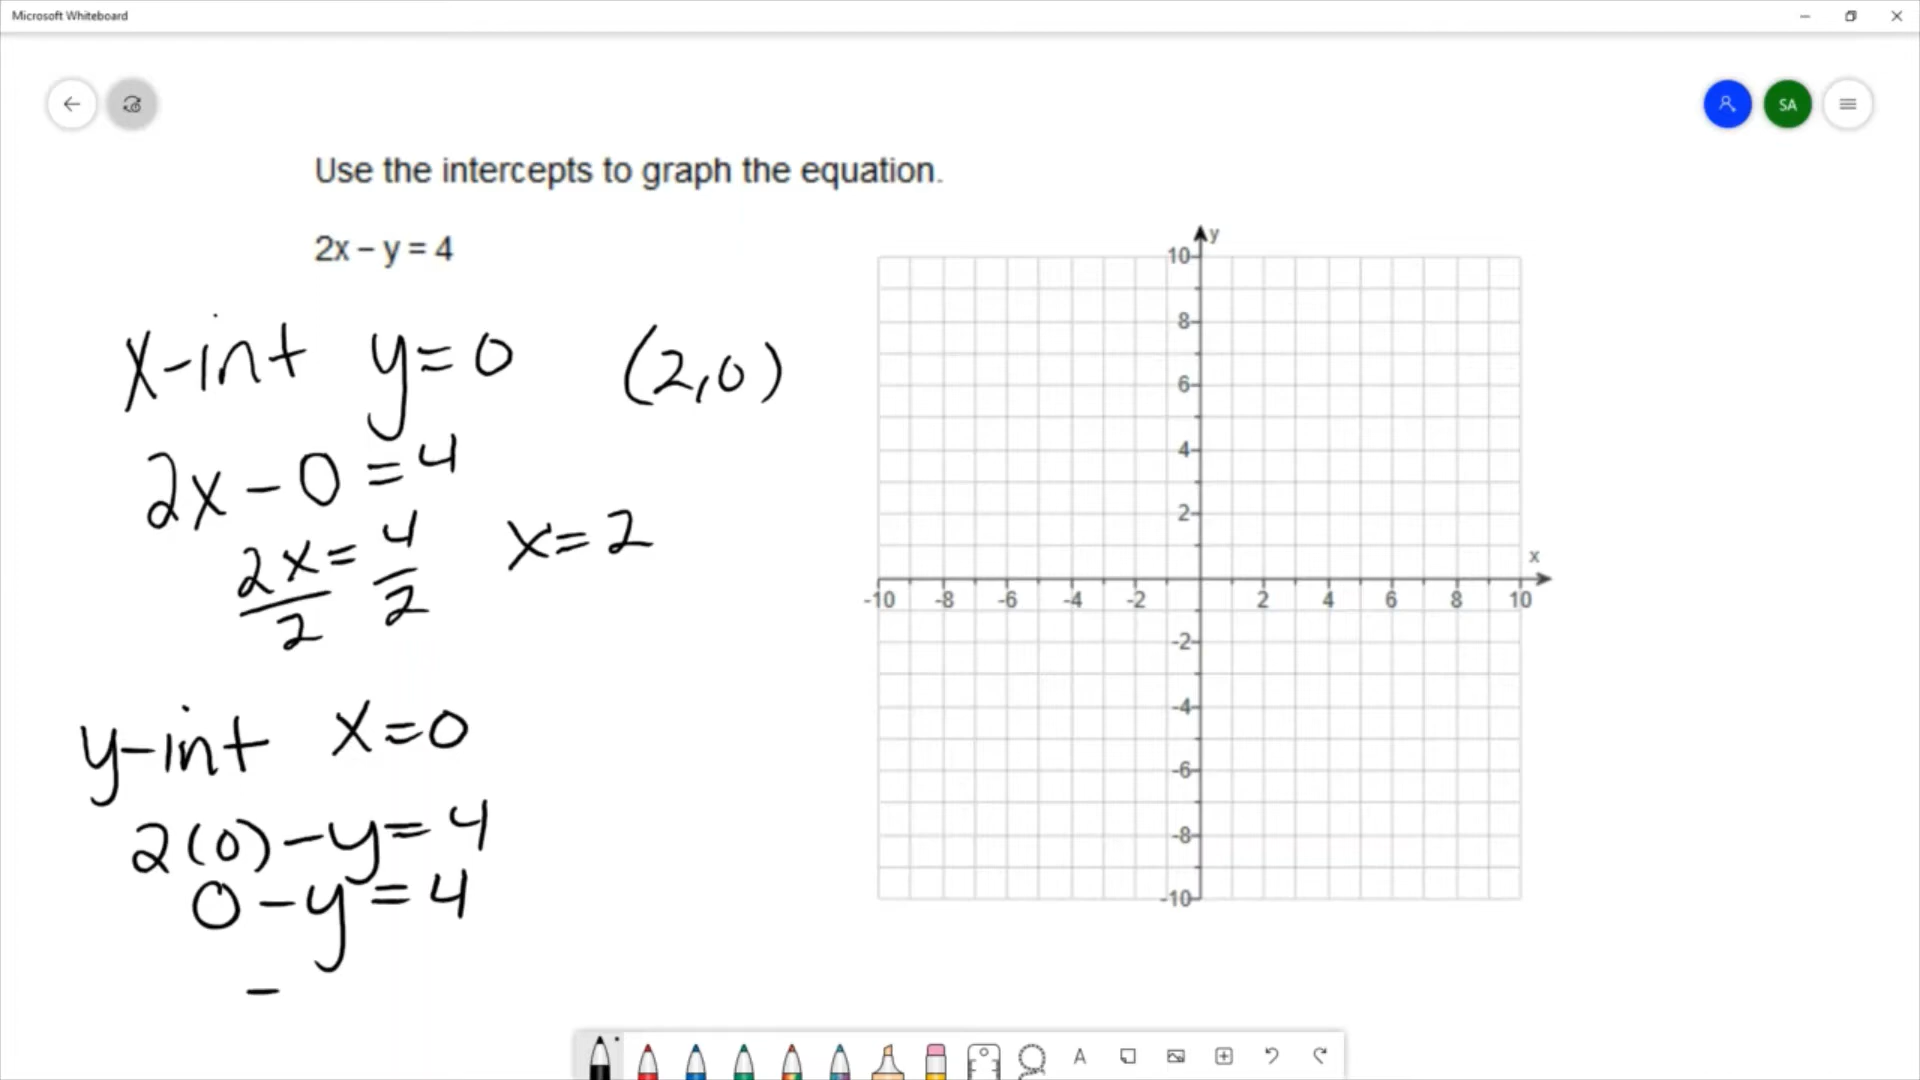 Microsoft Whiteboard
SA
Use the intercepts to graph the equation.
2x – y = 4
x-int y=0 (2,0)
2x-0=4
2x/2=4/2 x=2
y-int x=0
2(0)-y=4
0-y=4
-
y
10
8
6
4
2
x
-10 -8 -6 -4 -2 2 4 6 8 10
-2
-4
-6
-8
-10
A